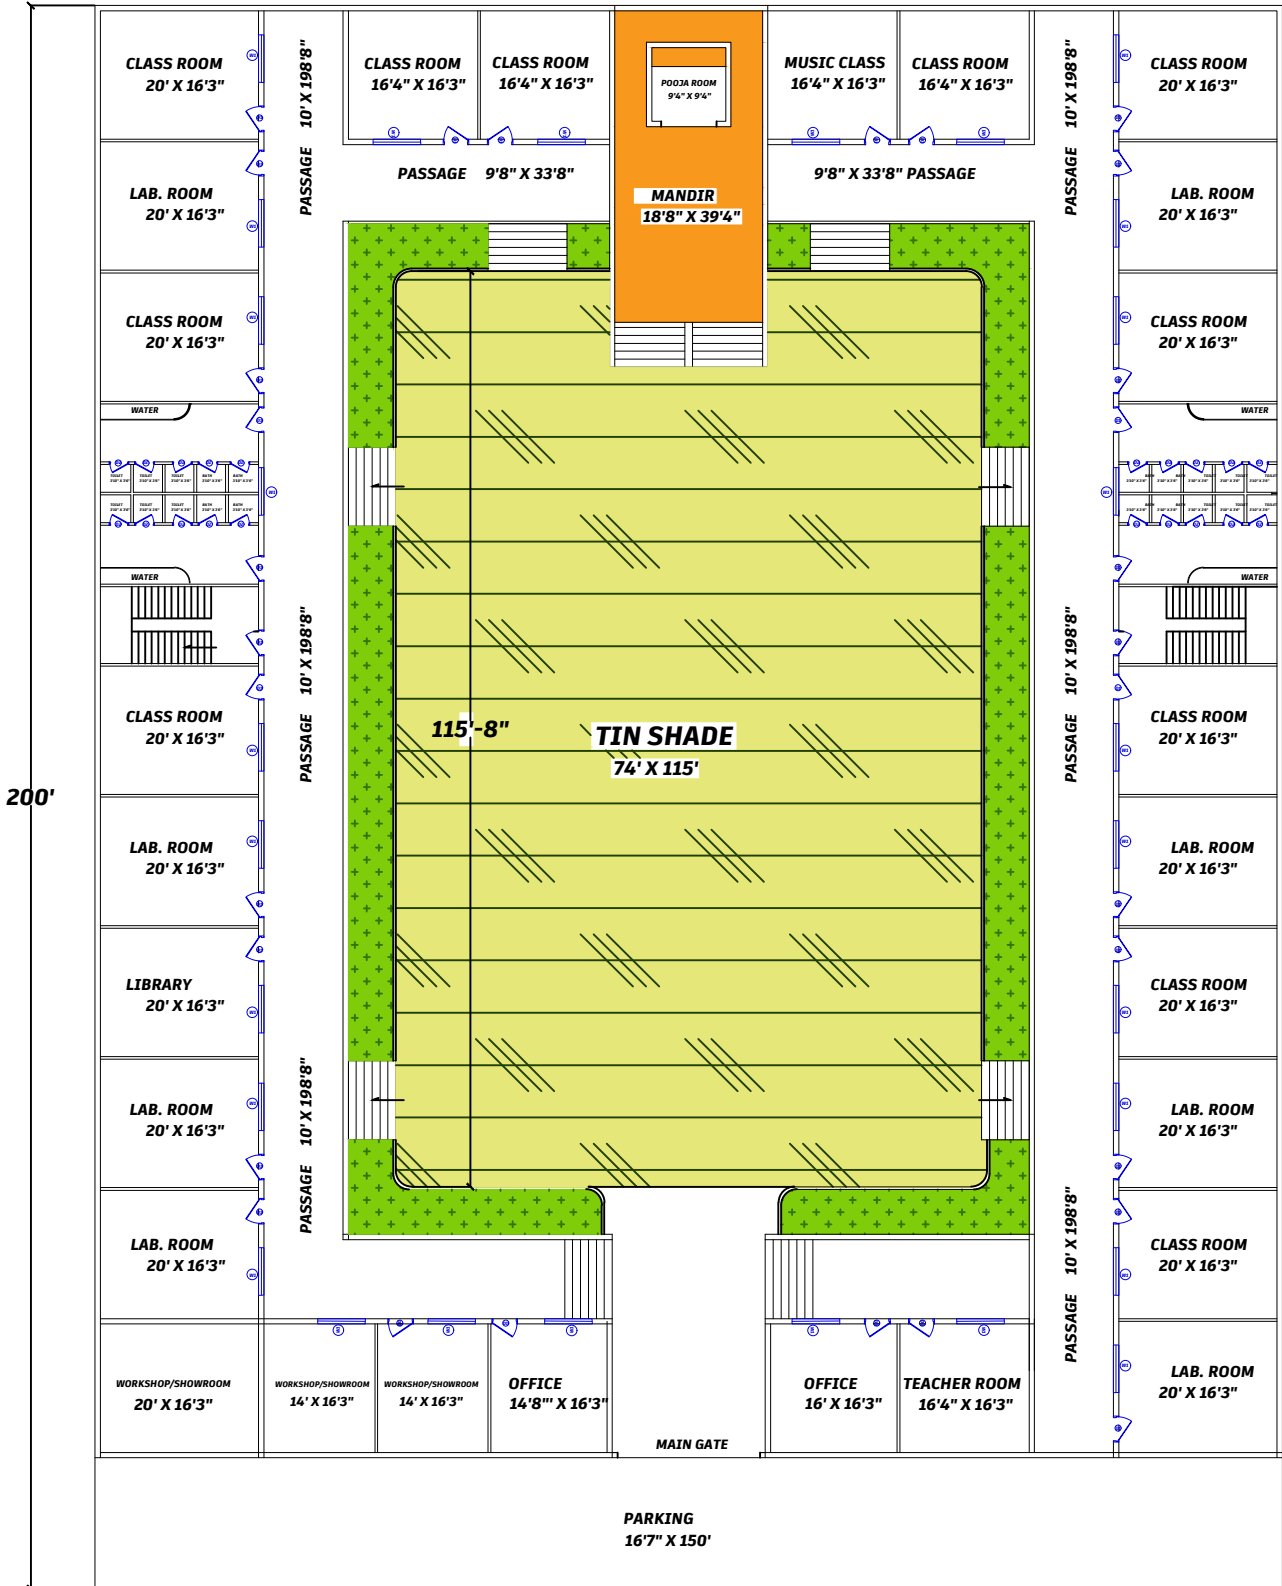 CLASS ROOM
20' X 16'3"
PASSAGE 10' X 198'8"
CLASS ROOM
16'4" X 16'3"
CLASS ROOM
16'4" X 16'3"
POOJA ROOM
9'4" X 9'4"
MUSIC CLASS
16'4" X 16'3"
CLASS ROOM
16'4" X 16'3"
PASSAGE 10' X 198'8"
CLASS ROOM
20' X 16'3"
LAB. ROOM
20' X 16'3"
PASSAGE 9'8" X 33'8"
MANDIR
18'8" X 39'4"
9'8" X 33'8" PASSAGE
LAB. ROOM
20' X 16'3"
CLASS ROOM
20' X 16'3"
CLASS ROOM
20' X 16'3"
WATER
WATER
TOILET
TOILET
TOILET
BATH
BATH
TOILET
TOILET
TOILET
BATH
BATH
WATER
WATER
PASSAGE 10' X 198'8"
PASSAGE 10' X 198'8"
CLASS ROOM
20' X 16'3"
115'-8"
TIN SHADE
74' X 115'
CLASS ROOM
20' X 16'3"
200'
LAB. ROOM
20' X 16'3"
LAB. ROOM
20' X 16'3"
LIBRARY
20' X 16'3"
CLASS ROOM
20' X 16'3"
LAB. ROOM
20' X 16'3"
PASSAGE 10' X 198'8"
LAB. ROOM
20' X 16'3"
LAB. ROOM
20' X 16'3"
PASSAGE 10' X 198'8"
CLASS ROOM
20' X 16'3"
WORKSHOP/SHOWROOM
20' X 16'3"
WORKSHOP/SHOWROOM
14' X 16'3"
WORKSHOP/SHOWROOM
14' X 16'3"
OFFICE
14'8"' X 16'3"
OFFICE
16' X 16'3"
TEACHER ROOM
16'4" X 16'3"
LAB. ROOM
20' X 16'3"
MAIN GATE
PARKING
16'7" X 150'